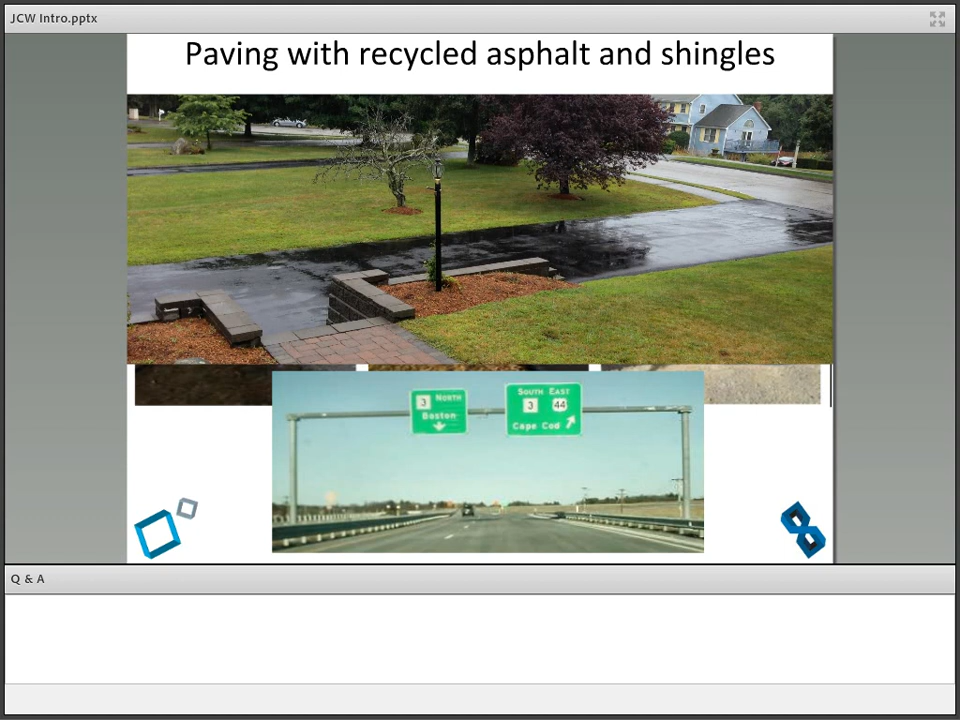 JCW Intro.pptx
Paving with recycled asphalt and shingles
3 NORTH
Boston
SOUTH EAST
3 44
Cape Cod
Q & A